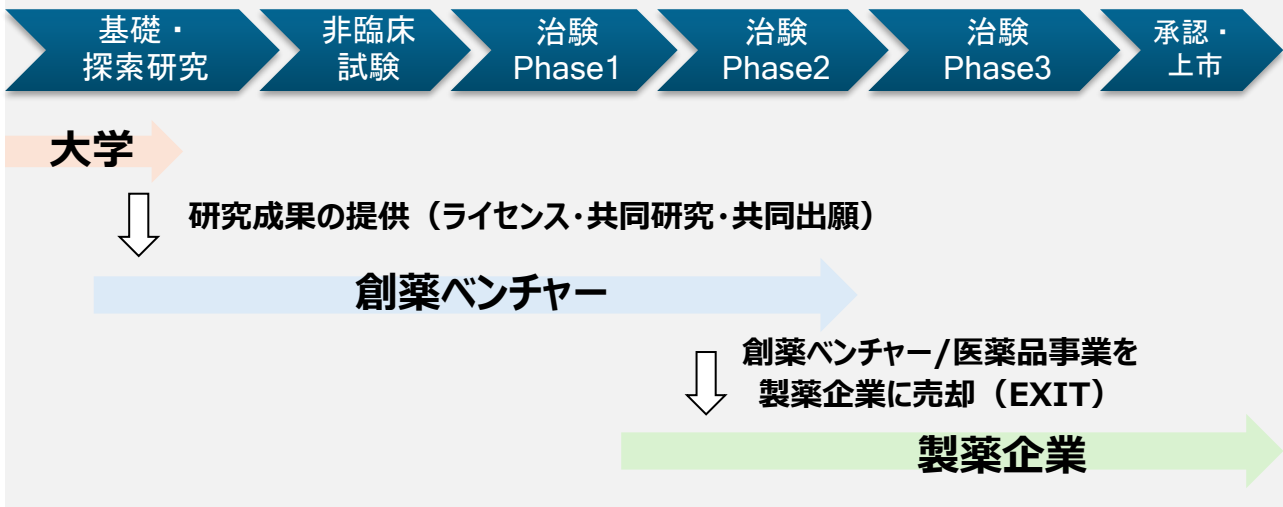 基礎・
探索研究
非臨床
試験
治験
Phase1
治験
Phase2
治験
Phase3
承認・
上市
大学
研究成果の提供（ライセンス・共同研究・共同出願）
創薬ベンチャー
創薬ベンチャー/医薬品事業を
製薬企業に売却（EXIT）
製薬企業